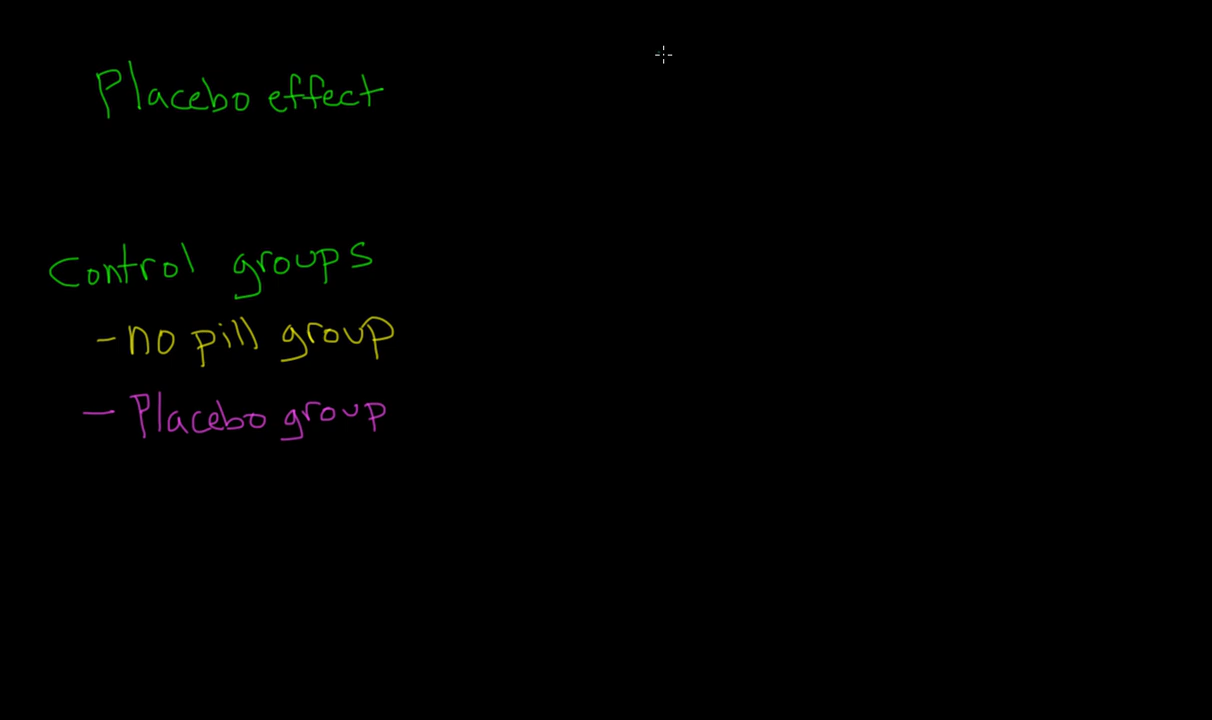 Placebo effect
Control groups
- no pill group
- Placebo group